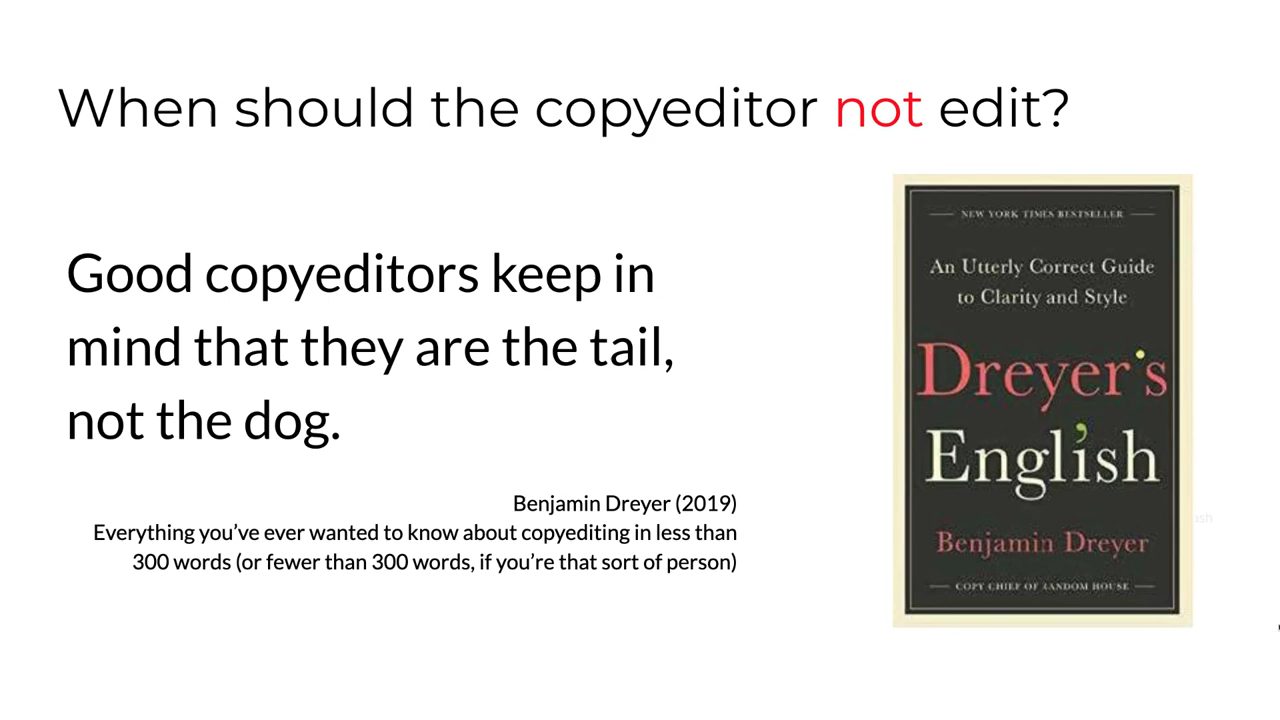 When should the copyeditor not edit?
Good copyeditors keep in
mind that they are the tail,
not the dog.
Benjamin Dreyer (2019)
Everything you've ever wanted to know about copyediting in less than
300 words (or fewer than 300 words, if you're that sort of person)
NEW YORK TIMES BESTSELLER
An Utterly Correct Guide
to Clarity and Style
Dreyer's
English
Benjamin Dreyer
COPY CHIEF OF RANDOM HOUSE